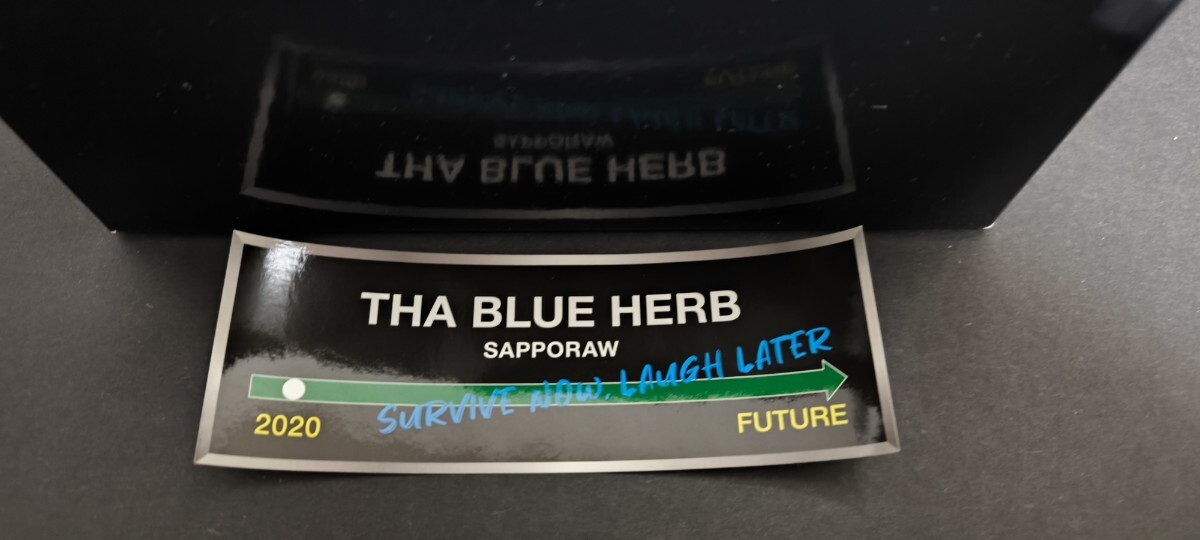 THA BLUE HERB
SAPPORAW
SURVIVE NOW, LAUGH LATER
2020
FUTURE